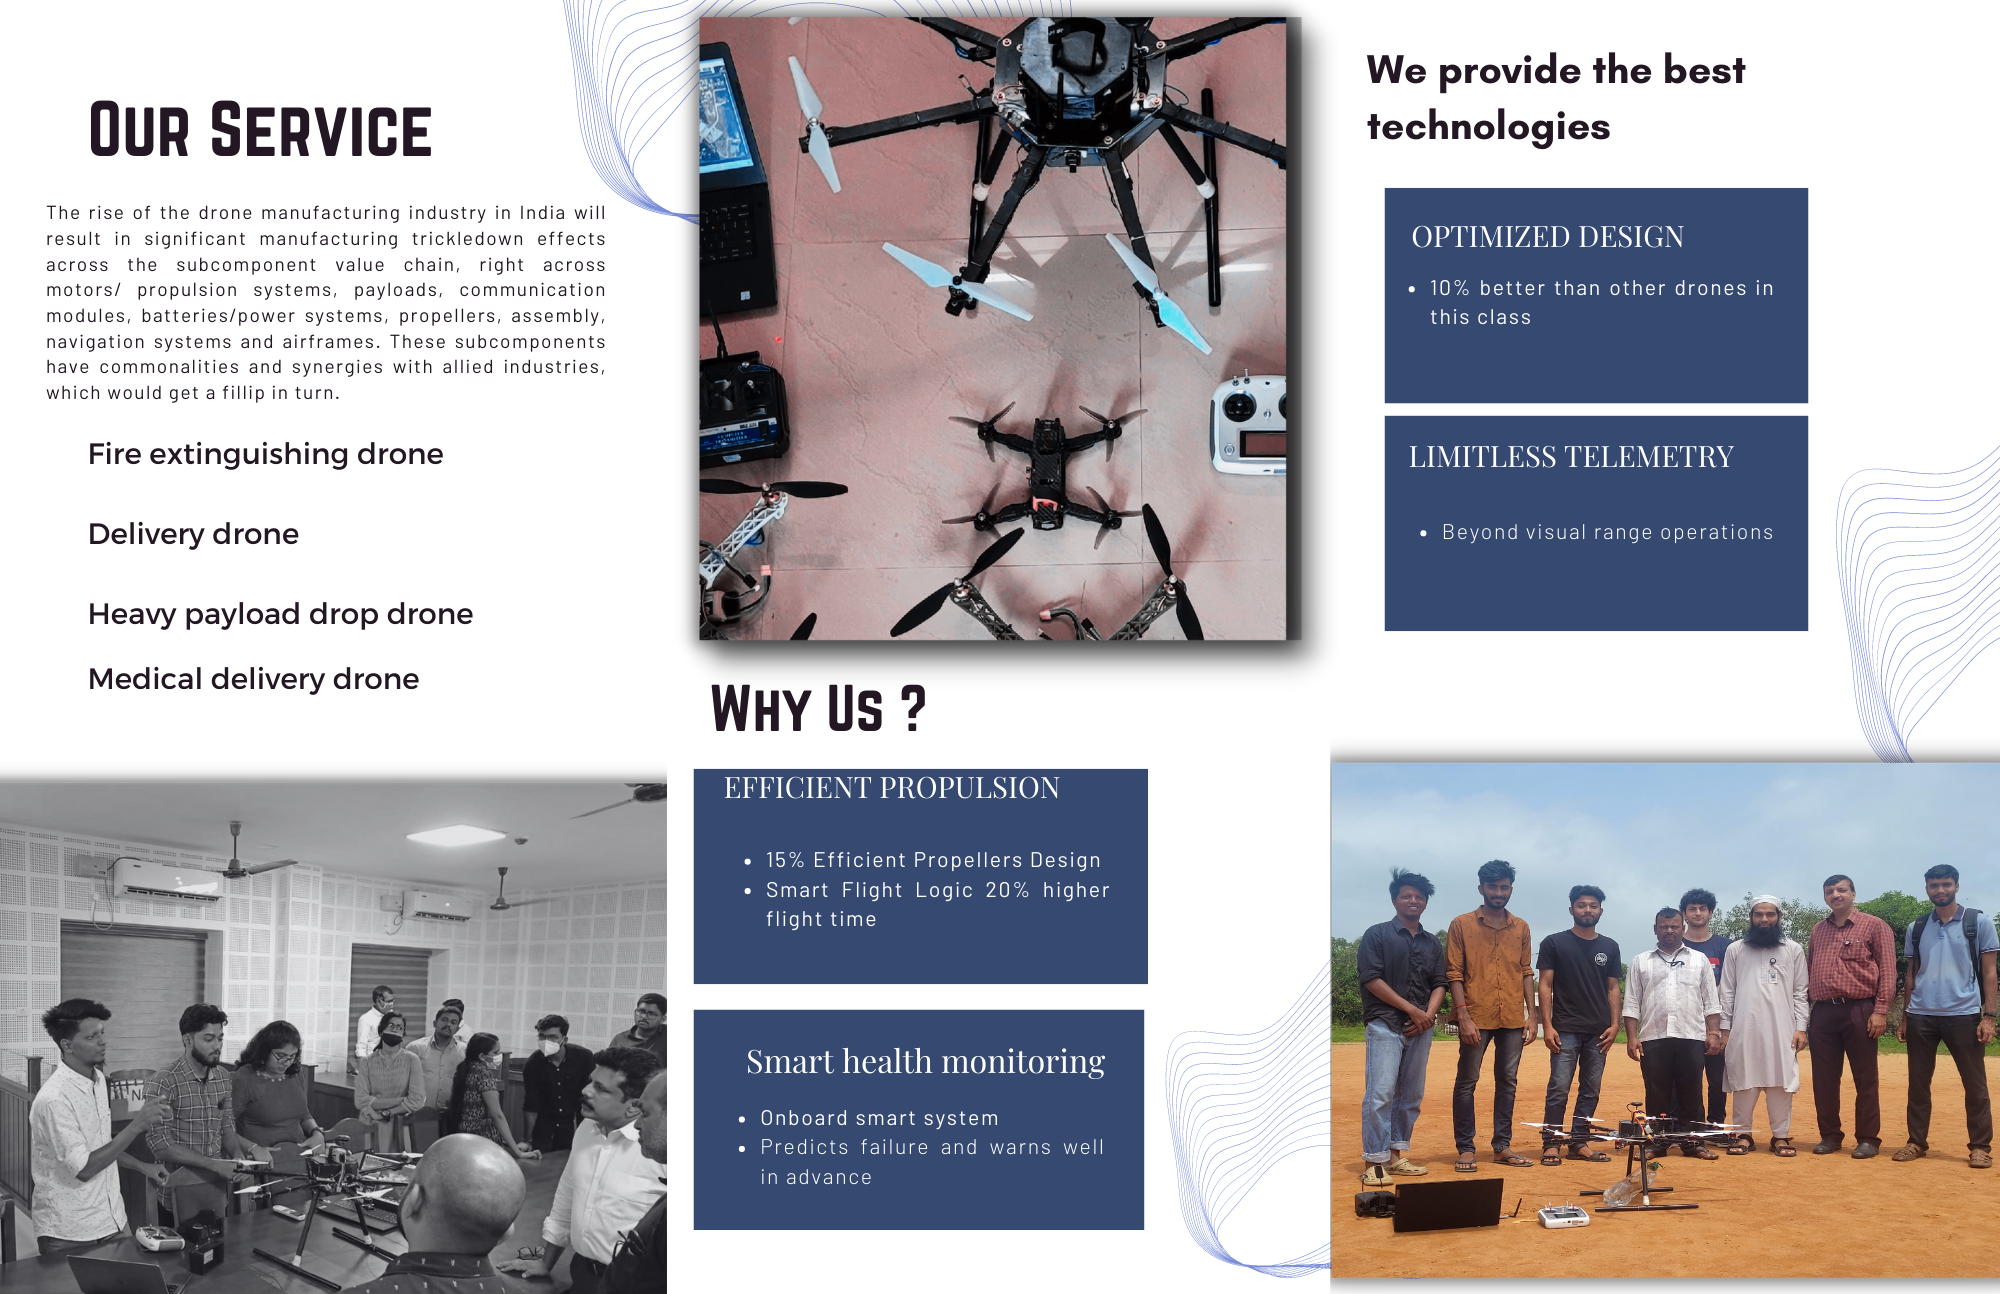 OUR SERVICE
The rise of the drone manufacturing industry in India will
result in significant manufacturing trickledown effects
across the subcomponent value chain, right across
motors/ propulsion systems, payloads, communication
modules, batteries/power systems, propellers, assembly,
navigation systems and airframes. These subcomponents
have commonalities and synergies with allied industries,
which would get a fillip in turn.
Fire extinguishing drone
Delivery drone
Heavy payload drop drone
Medical delivery drone
WHY US ?
EFFICIENT PROPULSION
• 15% Efficient Propellers Design
• Smart Flight Logic 20% higher
flight time
Smart health monitoring
• Onboard smart system
• Predicts failure and warns well
in advance
We provide the best
technologies
OPTIMIZED DESIGN
• 10% better than other drones in
this class
LIMITLESS TELEMETRY
• Beyond visual range operations